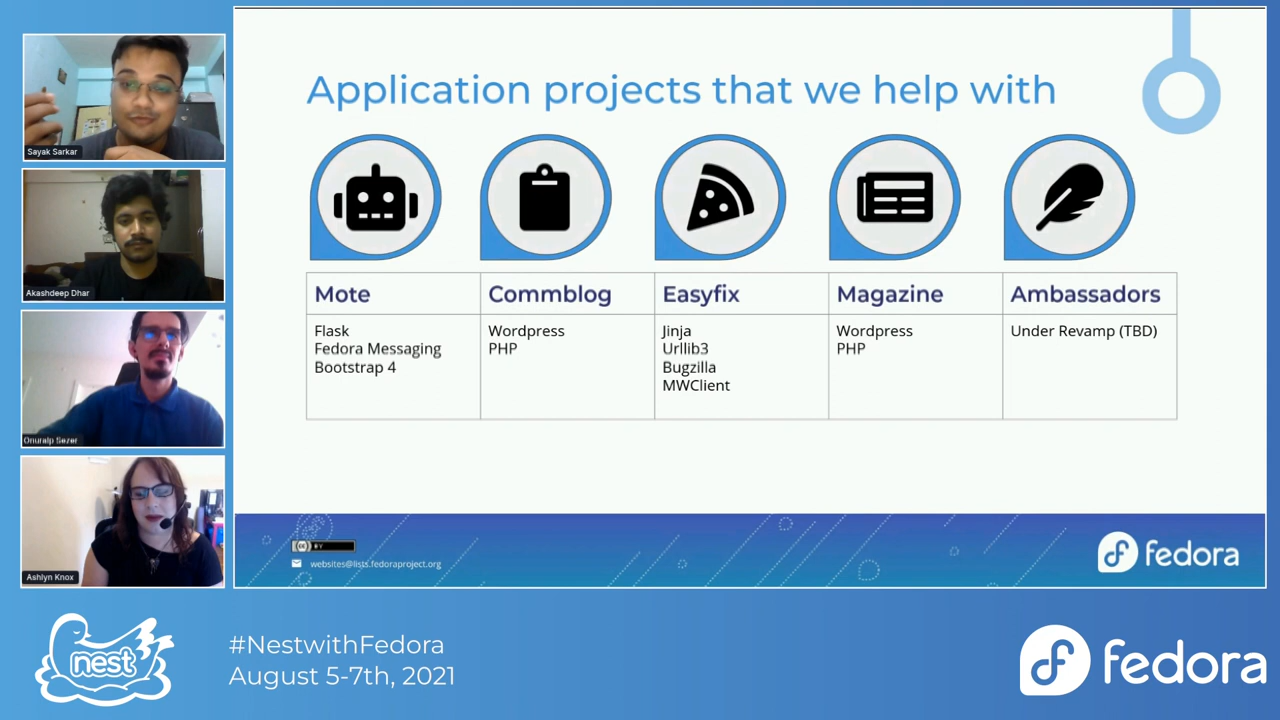 Sayak Sarkar
Akashdeep Dhar
Onuralp Sezer
Ashlyn Knox
Application projects that we help with
Mote
Flask
Fedora Messaging
Bootstrap 4
Commblog
Wordpress
PHP
Easyfix
Jinja
Urllib3
Bugzilla
MWClient
Magazine
Wordpress
PHP
Ambassadors
Under Revamp (TBD)
cc BY
websites@lists.fedoraproject.org
fedora
nest
#NestwithFedora
August 5-7th, 2021
fedora